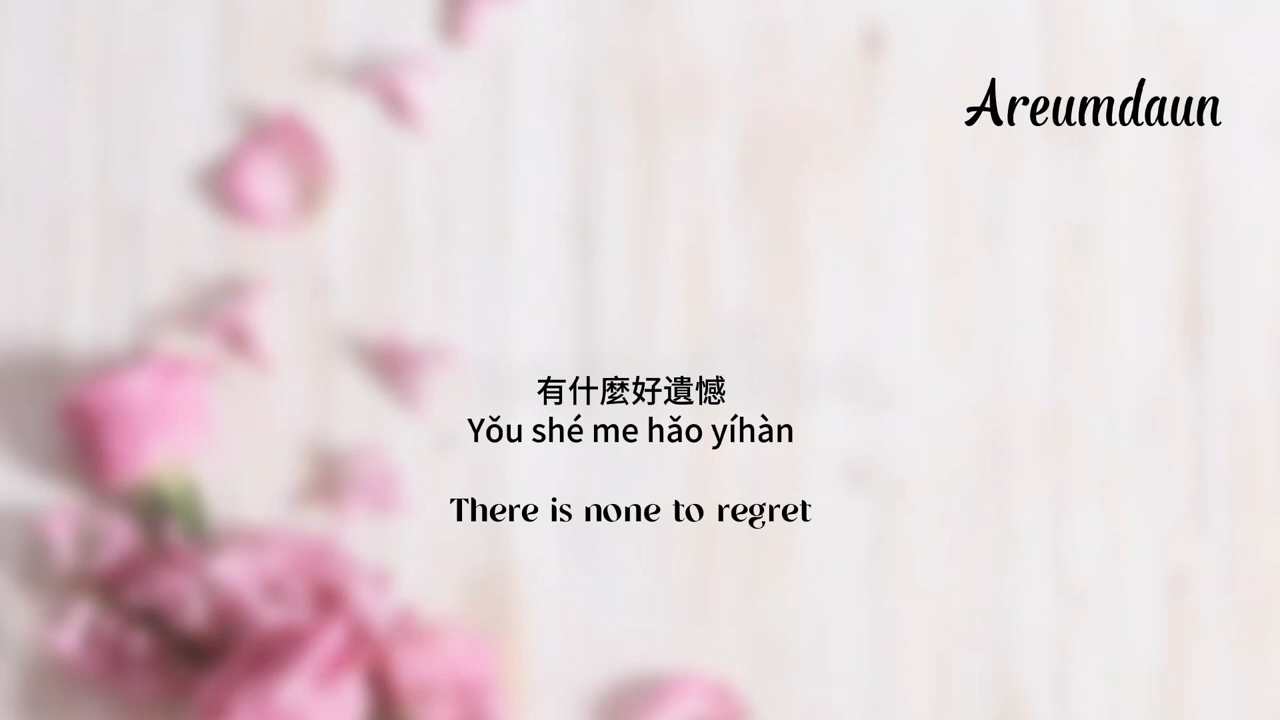 Areumdaun
有什麼好遺憾
Yǒu shé me hǎo yíhàn
There is none to regret